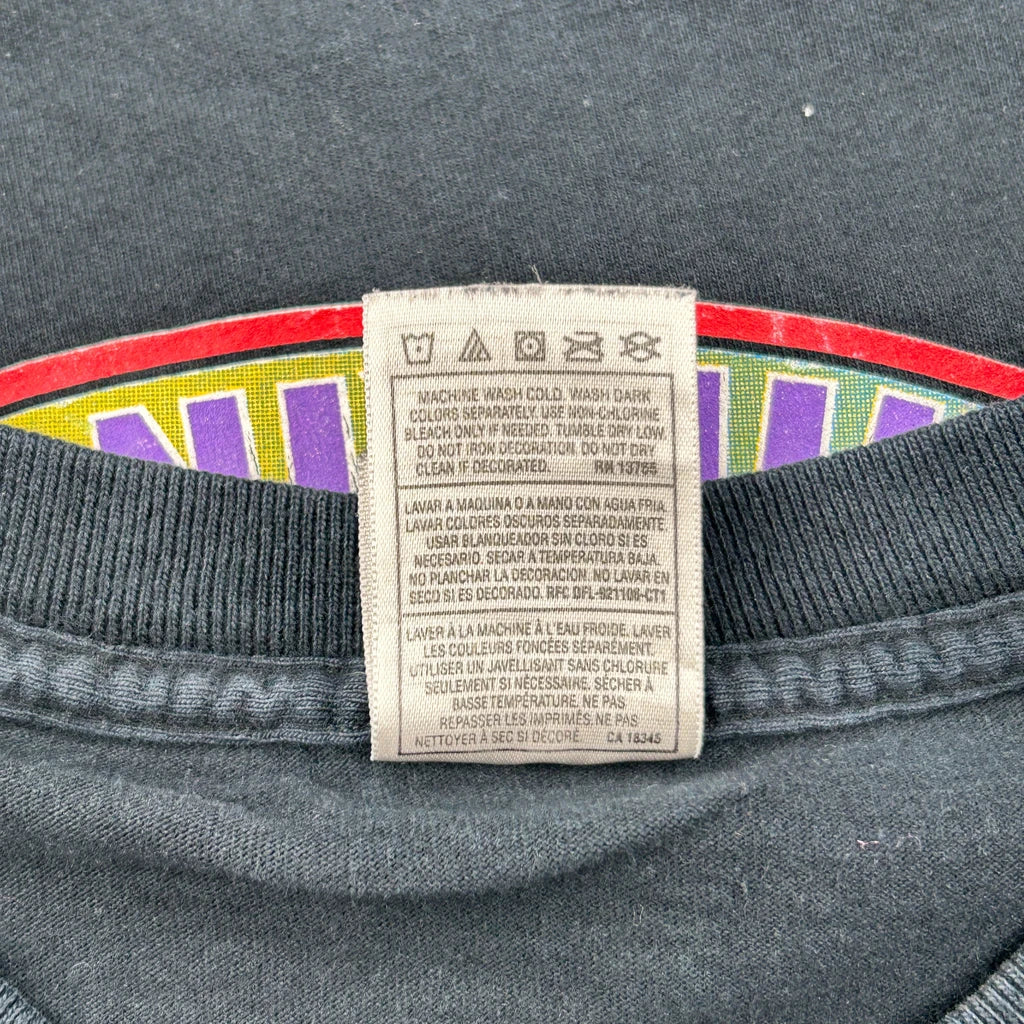 MACHINE WASH COLD. WASH DARK
COLORS SEPARATELY. USE NON-CHLORINE
BLEACH ONLY IF NEEDED. TUMBLE DRY LOW.
DO NOT IRON DECORATION. DO NOT DRY
CLEAN IF DECORATED. RN 13765
LAVAR A MAQUINA O A MANO CON AGUA FRIA.
LAVAR COLORES OSCUROS SEPARADAMENTE.
USAR BLANQUEADOR SIN CLORO SI ES
NECESARIO. SECAR A TEMPERATURA BAJA.
NO PLANCHAR LA DECORACION. NO LAVAR EN
SECO SI ES DECORADO. RFC DFL-921106-CT1
LAVER À LA MACHINE À L'EAU FROIDE. LAVER
LES COULEURS FONCÉES SÉPARÉMENT.
UTILISER UN JAVELLISANT SANS CHLORURE
SEULEMENT SI NÉCESSAIRE. SÉCHER À
BASSE TEMPÉRATURE. NE PAS
REPASSER LES IMPRIMÉS. NE PAS
NETTOYER À SEC SI DÉCORÉ. CA 18345